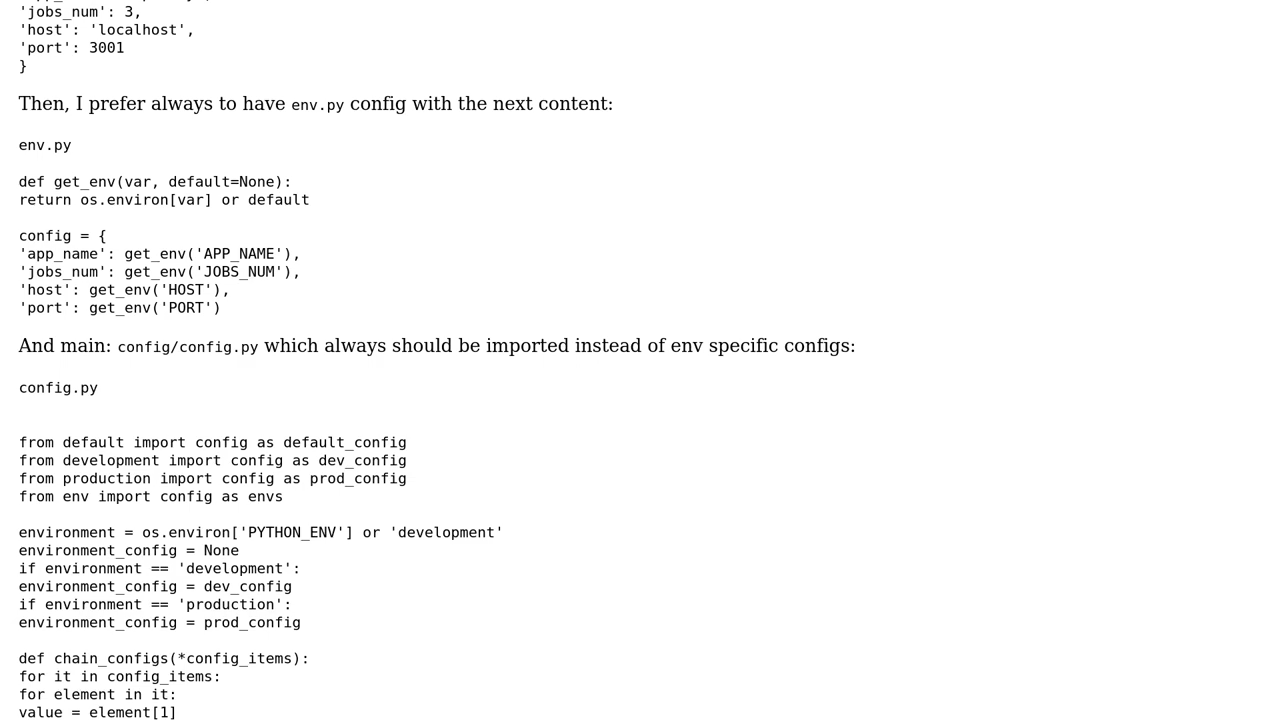 'jobs_num': 3,
'host': 'localhost',
'port': 3001
}
Then, I prefer always to have env.py config with the next content:
env.py
def get_env(var, default=None):
return os.environ[var] or default
config = {
'app_name': get_env('APP_NAME'),
'jobs_num': get_env('JOBS_NUM'),
'host': get_env('HOST'),
'port': get_env('PORT')
And main: config/config.py which always should be imported instead of env specific configs:
config.py
from default import config as default_config
from development import config as dev_config
from production import config as prod_config
from env import config as envs
environment = os.environ['PYTHON_ENV'] or 'development'
environment_config = None
if environment == 'development':
environment_config = dev_config
if environment == 'production':
environment_config = prod_config
def chain_configs(*config_items):
for it in config_items:
for element in it:
value = element[1]